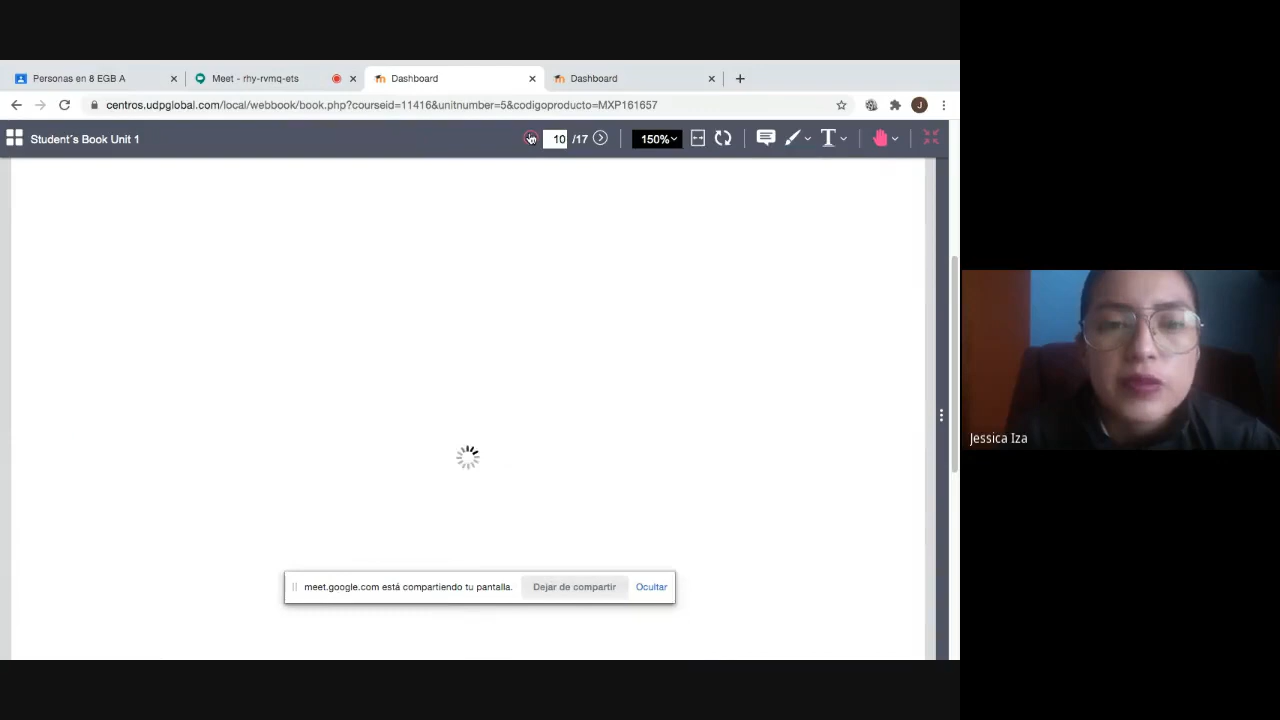 Personas en 8 EGB A
Meet - rhy-rvmq-ets
Dashboard
Dashboard
centros.udpglobal.com/local/webbook/book.php?courseid=11416&unitnumber=5&codigoproducto=MXP161657
J
Student´s Book Unit 1
10 /17
150%
T
meet.google.com está compartiendo tu pantalla.
Dejar de compartir
Ocultar
Jessica Iza